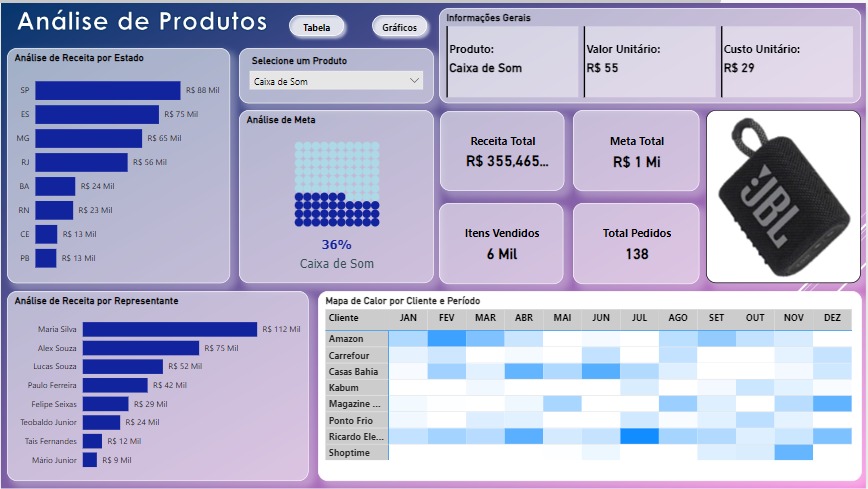 Análise de Produtos
Tabela
Gráficos
Informações Gerais
Produto:
Caixa de Som
Valor Unitário:
R$ 55
Custo Unitário:
R$ 29
Análise de Receita por Estado
SP R$ 88 Mil
ES R$ 75 Mil
MG R$ 65 Mil
RJ R$ 56 Mil
BA R$ 24 Mil
RN R$ 23 Mil
CE R$ 13 Mil
PB R$ 13 Mil
Selecione um Produto
Caixa de Som
Análise de Meta
36%
Caixa de Som
Receita Total
R$ 355,465...
Meta Total
R$ 1 Mi
Itens Vendidos
6 Mil
Total Pedidos
138
JBL
Análise de Receita por Representante
Maria Silva R$ 112 Mil
Alex Souza R$ 75 Mil
Lucas Souza R$ 52 Mil
Paulo Ferreira R$ 42 Mil
Felipe Seixas R$ 29 Mil
Teobaldo Junior R$ 24 Mil
Tais Fernandes R$ 12 Mil
Mário Junior R$ 9 Mil
Mapa de Calor por Cliente e Período
Cliente JAN FEV MAR ABR MAI JUN JUL AGO SET OUT NOV DEZ
Amazon
Carrefour
Casas Bahia
Kabum
Magazine ...
Ponto Frio
Ricardo Ele...
Shoptime